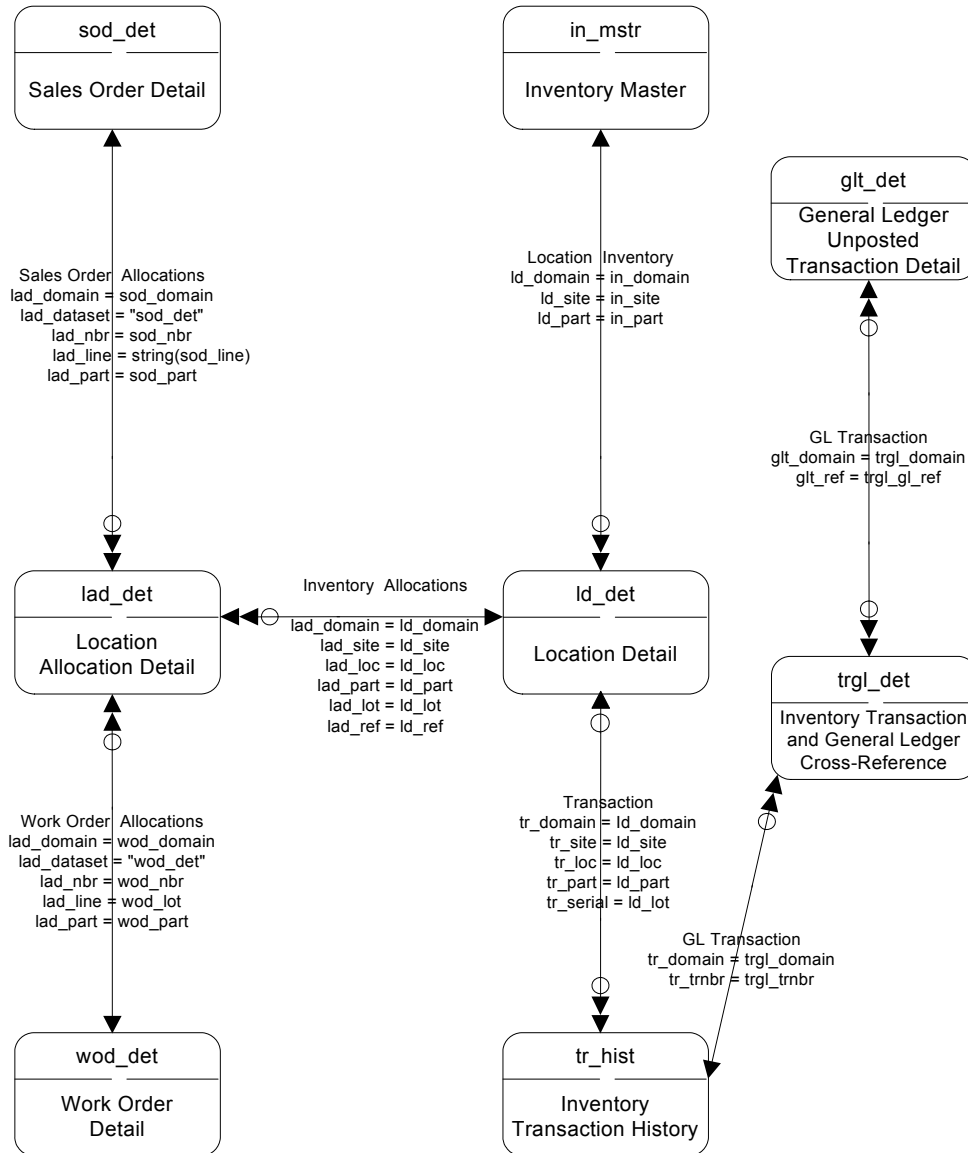 sod_det
Sales Order Detail
in_mstr
Inventory Master
glt_det
General Ledger
Unposted
Transaction Detail
Sales Order Allocations
lad_domain = sod_domain
lad_dataset = "sod_det"
lad_nbr = sod_nbr
lad_line = string(sod_line)
lad_part = sod_part
Location Inventory
ld_domain = in_domain
ld_site = in_site
ld_part = in_part
GL Transaction
glt_domain = trgl_domain
glt_ref = trgl_gl_ref
lad_det
Location
Allocation Detail
Inventory Allocations
lad_domain = ld_domain
lad_site = ld_site
lad_loc = ld_loc
lad_part = ld_part
lad_lot = ld_lot
lad_ref = ld_ref
ld_det
Location Detail
trgl_det
Inventory Transaction
and General Ledger
Cross-Reference
Work Order Allocations
lad_domain = wod_domain
lad_dataset = "wod_det"
lad_nbr = wod_nbr
lad_line = wod_lot
lad_part = wod_part
Transaction
tr_domain = ld_domain
tr_site = ld_site
tr_loc = ld_loc
tr_part = ld_part
tr_serial = ld_lot
GL Transaction
tr_domain = trgl_domain
tr_trnbr = trgl_trnbr
wod_det
Work Order
Detail
tr_hist
Inventory
Transaction History